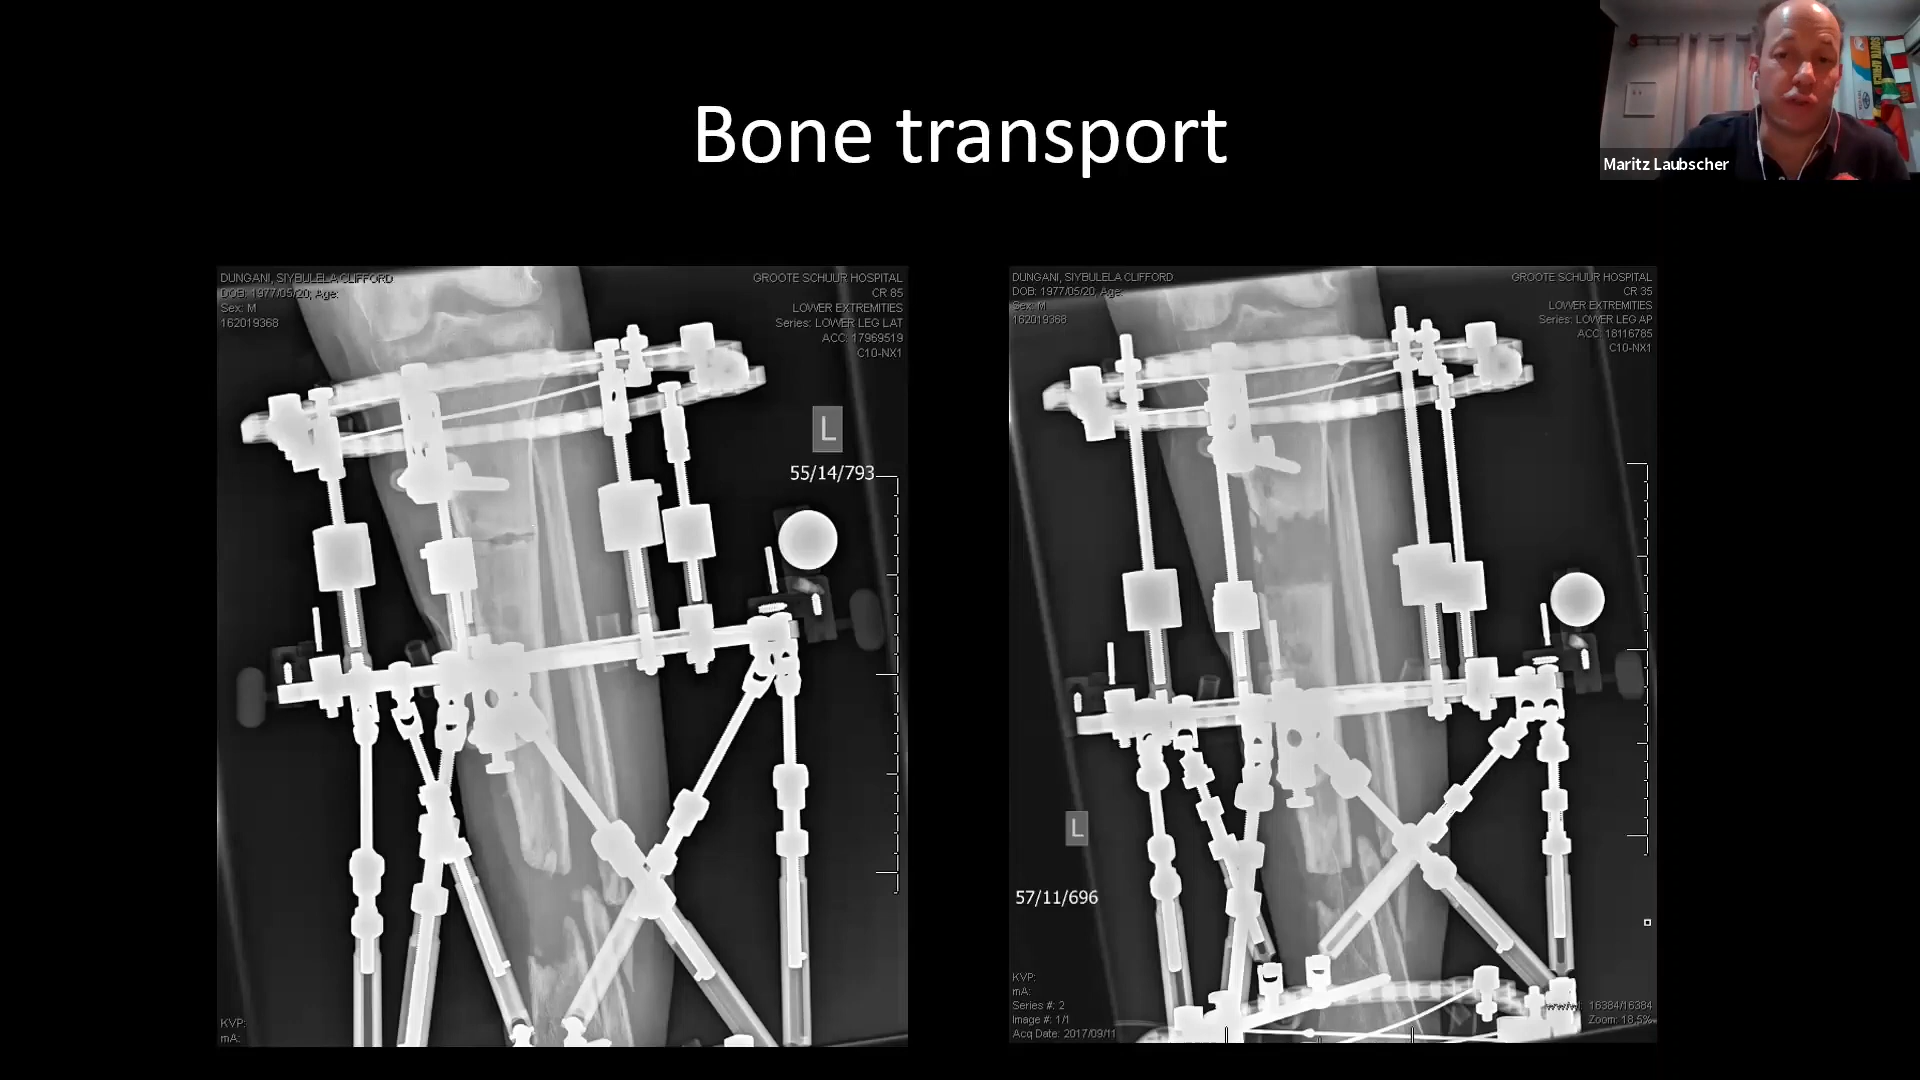 Bone transport
Maritz Laubscher
SOUTH AFRICA
DUNGANI, SIYBULELA CLIFFORD
DOB: 1977/05/20, Age:
Sex: M
162019368
GROOTE SCHUUR HOSPITAL
CR 85
LOWER EXTREMITIES
Series: LOWER LEG LAT
ACC: 17969519
C10-NX1
L
55/14/793
KVP:
mA:
DUNGANI, SIYBULELA CLIFFORD
DOB: 1977/05/20, Age:
Sex: M
162019368
GROOTE SCHUUR HOSPITAL
CR 35
LOWER EXTREMITIES
Series: LOWER LEG AP
ACC: 18116785
C10-NX1
L
57/11/696
KVP:
mA:
Series #: 2
Image #: 1/1
Acq Date: 2017/09/11
16384/16384
Zoom: 18.5%